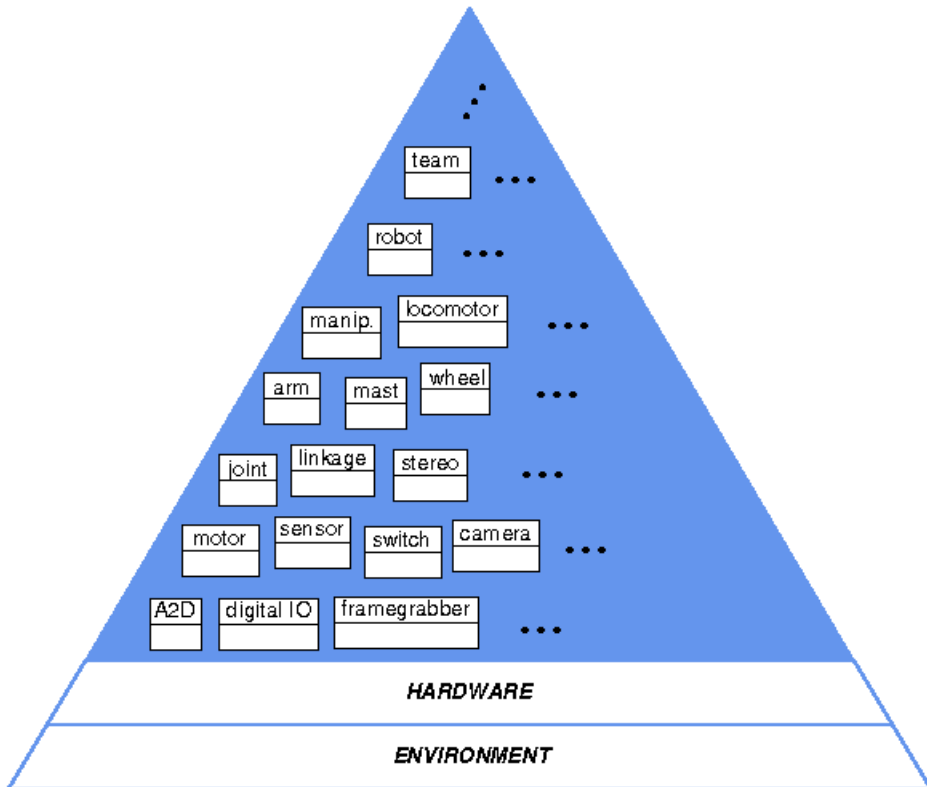 team
robot
manip. locomotor
arm mast wheel
joint linkage stereo
motor sensor switch camera
A2D digital IO framegrabber
HARDWARE
ENVIRONMENT